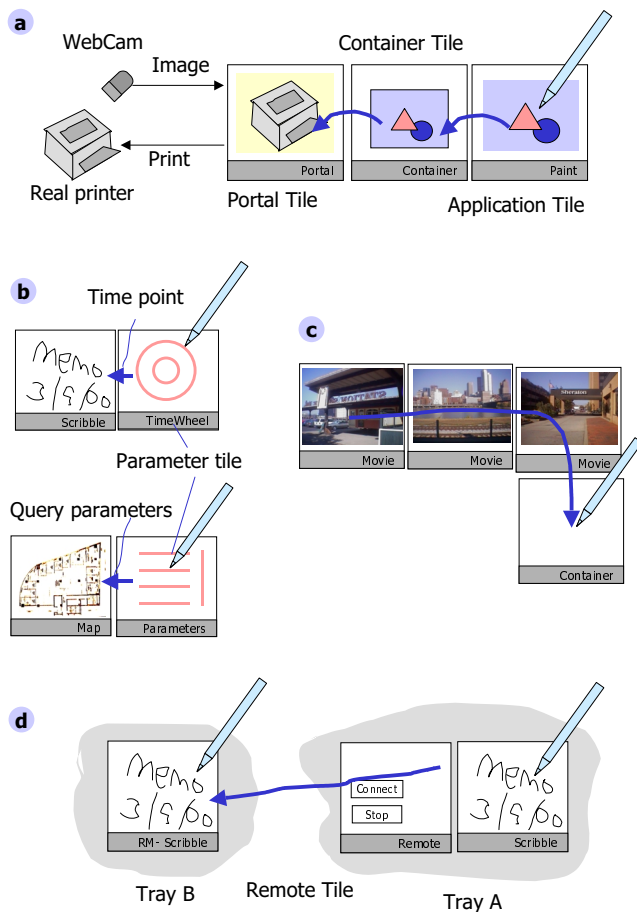 a
WebCam
Image
Container Tile
Print
Real printer
Portal
Container
Paint
Portal Tile
Application Tile
b
Time point
Memo
3/9/00
Scribble
TimeWheel
Parameter tile
Query parameters
Map
Parameters
c
STATION
Sheraton
Movie
Movie
Movie
Container
d
Memo
3/9/00
RM- Scribble
Connect
Stop
Remote
Memo
3/9/00
Scribble
Tray B
Remote Tile
Tray A